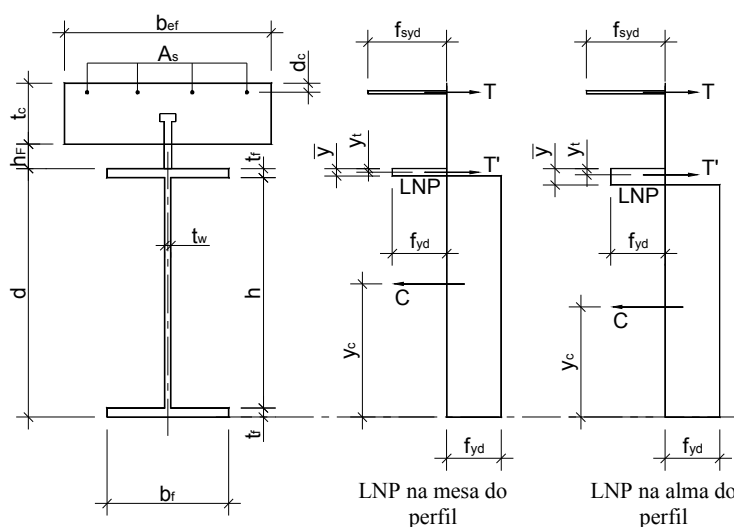 bef
As
dc
tc
hF
tf
d
tw
h
tf
bf
fsyd
T
y
yt
T'
LNP
fyd
C
yc
fyd
LNP na mesa do
perfil
fsyd
T
y
yt
T'
LNP
fyd
C
yc
fyd
LNP na alma do
perfil